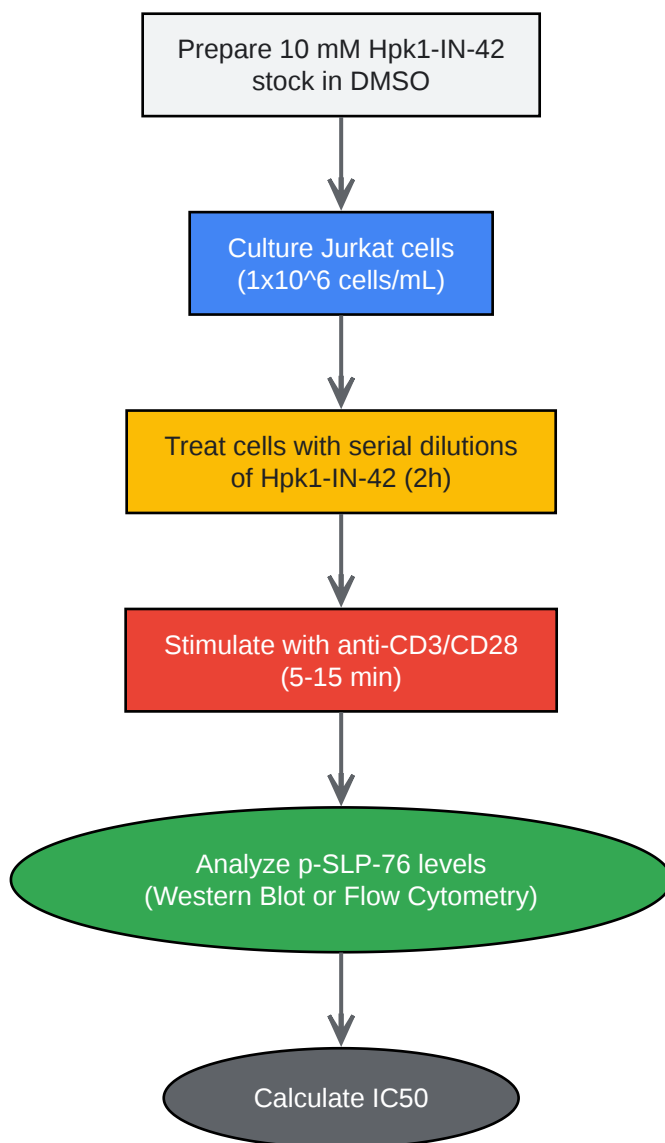 Prepare 10 mM Hpk1-IN-42
stock in DMSO
Culture Jurkat cells
(1x10^6 cells/mL)
Treat cells with serial dilutions
of Hpk1-IN-42 (2h)
Stimulate with anti-CD3/CD28
(5-15 min)
Analyze p-SLP-76 levels
(Western Blot or Flow Cytometry)
Calculate IC50